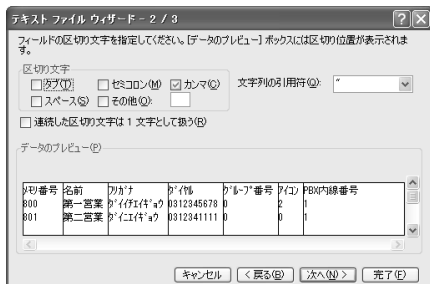 テキスト ファイル ウィザード - 2 / 3
フィールドの区切り文字を指定してください。[データのプレビュー] ボックスには区切り位置が表示されま
す。
区切り文字
タブ(T) セミコロン(M) カンマ(C) 文字列の引用符(Q): "
スペース(S) その他(O):
連続した区切り文字は 1 文字として扱う(R)
データのプレビュー(P)
ﾒﾓﾘ番号 名前 ﾌﾘｶﾞﾅ ﾀﾞｲﾔﾙ ｸﾞﾙｰﾌﾟ番号 ｱｲｺﾝ PBX内線番号
800 第一営業 ﾀﾞｲｲﾁｴｲｷﾞｮｳ 0312345678 0 2 1
801 第二営業 ﾀﾞｲﾆｴｲｷﾞｮｳ 0312341111 0 0 1
キャンセル < 戻る(B) 次へ(N) > 完了(F)